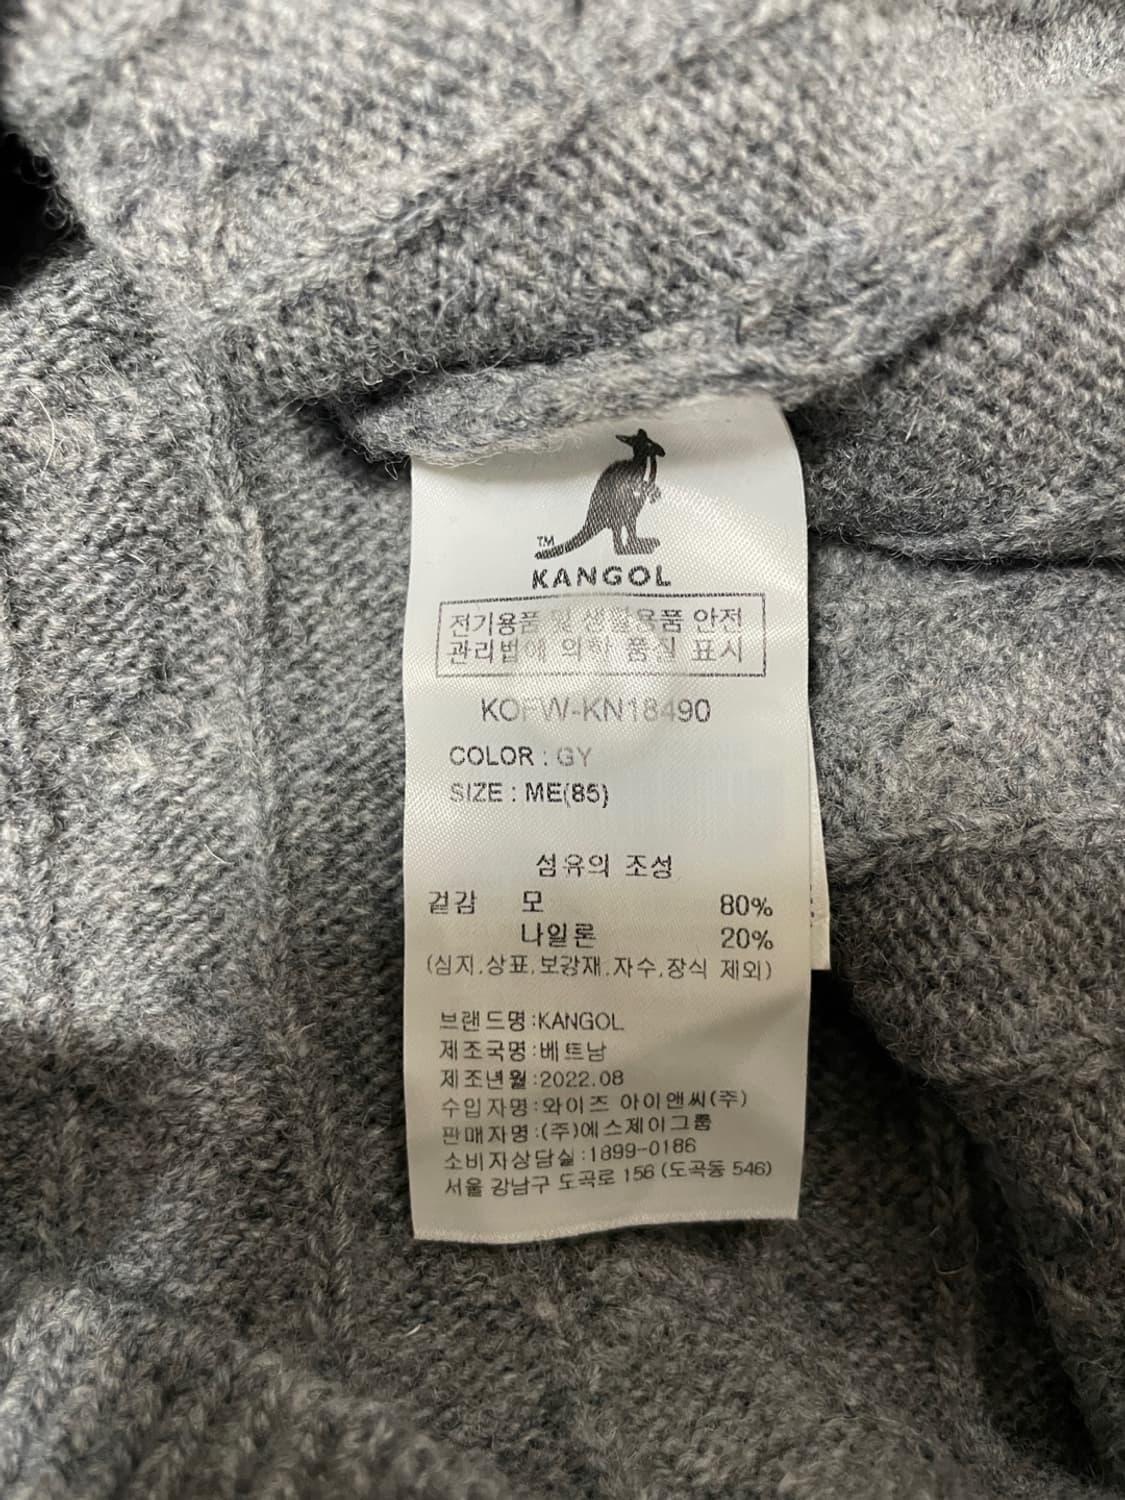 TM
KANGOL
전기용품 및 생활용품 안전
관리법에 의한 품질 표시
KOFW-KN18490
COLOR : GY
SIZE : ME(85)
섬유의 조성
겉감 모 80%
나일론 20%
(심지.상표.보강재.자수.장식 제외)
브랜드명:KANGOL
제조국명:베트남
제조년월:2022.08
수입자명:와이즈 아이앤씨(주)
판매자명:(주)에스제이그룹
소비자상담실:1899-0186
서울 강남구 도곡로 156 (도곡동 546)